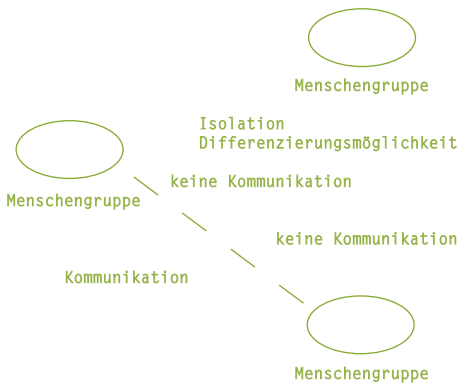 Menschengruppe
Isolation
Differenzierungsmöglichkeit
keine Kommunikation
Menschengruppe
keine Kommunikation
Kommunikation
Menschengruppe